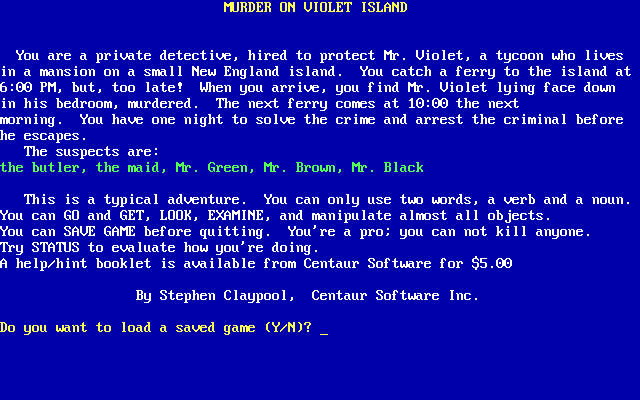 MURDER ON VIOLET ISLAND
You are a private detective, hired to protect Mr. Violet, a tycoon who lives
in a mansion on a small New England island.  You catch a ferry to the island at
6:00 PM, but, too late!  When you arrive, you find Mr. Violet lying face down
in his bedroom, murdered.  The next ferry comes at 10:00 the next
morning.  You have one night to solve the crime and arrest the criminal before
he escapes.
The suspects are:
the butler, the maid, Mr. Green, Mr. Brown, Mr. Black
This is a typical adventure.  You can only use two words, a verb and a noun.
You can GO and GET, LOOK, EXAMINE, and manipulate almost all objects.
You can SAVE GAME before quitting.  You're a pro; you can not kill anyone.
Try STATUS to evaluate how you're doing.
A help/hint booklet is available from Centaur Software for $5.00
By Stephen Claypool,  Centaur Software Inc.
Do you want to load a saved game (Y/N)? _